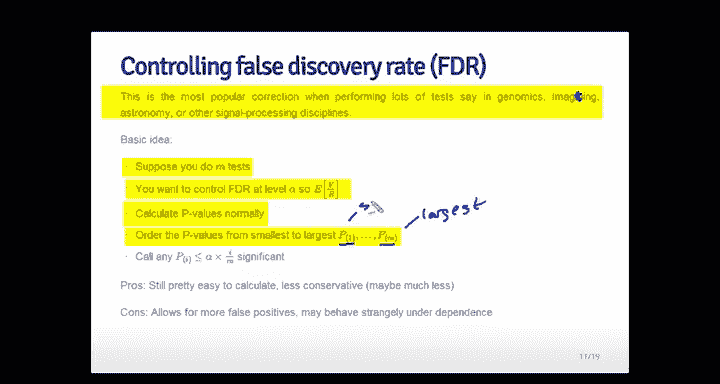 Controlling false discovery rate (FDR)
This is the most popular correction when performing lots of tests say in genomics, imaging,
astronomy, or other signal-processing disciplines.
Basic idea:
· Suppose you do m tests
· You want to control FDR at level α so E[V/R]
· Calculate P-values normally
· Order the P-values from smallest to largest P(1), ..., P(m)
largest
· Call any P(i) ≤ α × i/m significant
Pros: Still pretty easy to calculate, less conservative (maybe much less)
Cons: Allows for more false positives, may behave strangely under dependence
11/19